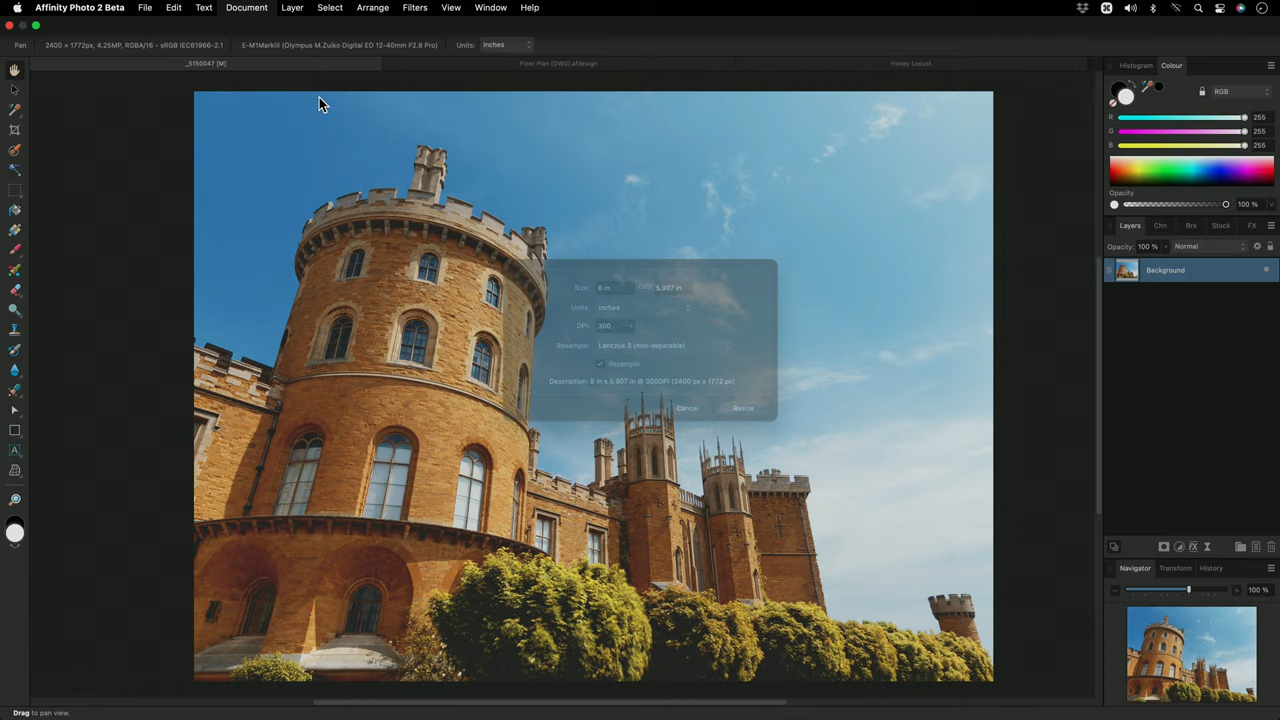 Affinity Photo 2 Beta File Edit Text Document Layer Select Arrange Filters View Window Help
Pan 2400 × 1772px, 4.25MP, RGBA/16 - sRGB IEC61966-2.1 E-M1MarkIII (Olympus M.Zuiko Digital ED 12-40mm F2.8 Pro) Units: Inches
_5150047 [M] Floor Plan (DWG).afdesign Honey Locust
Histogram Colour
RGB
R 255
G 255
B 255
Opacity
100 %
Layers Chn Brs Stock FX
Opacity: 100 % Normal
Background
Size: 8 in 5.907 in
Units: Inches
DPI: 300
Resample: Lanczos 3 (non-separable)
Resample
Description: 8 in x 5.907 in @ 300DPI (2400 px x 1772 px)
Cancel Resize
Navigator Transform History
100 %
Drag to pan view.